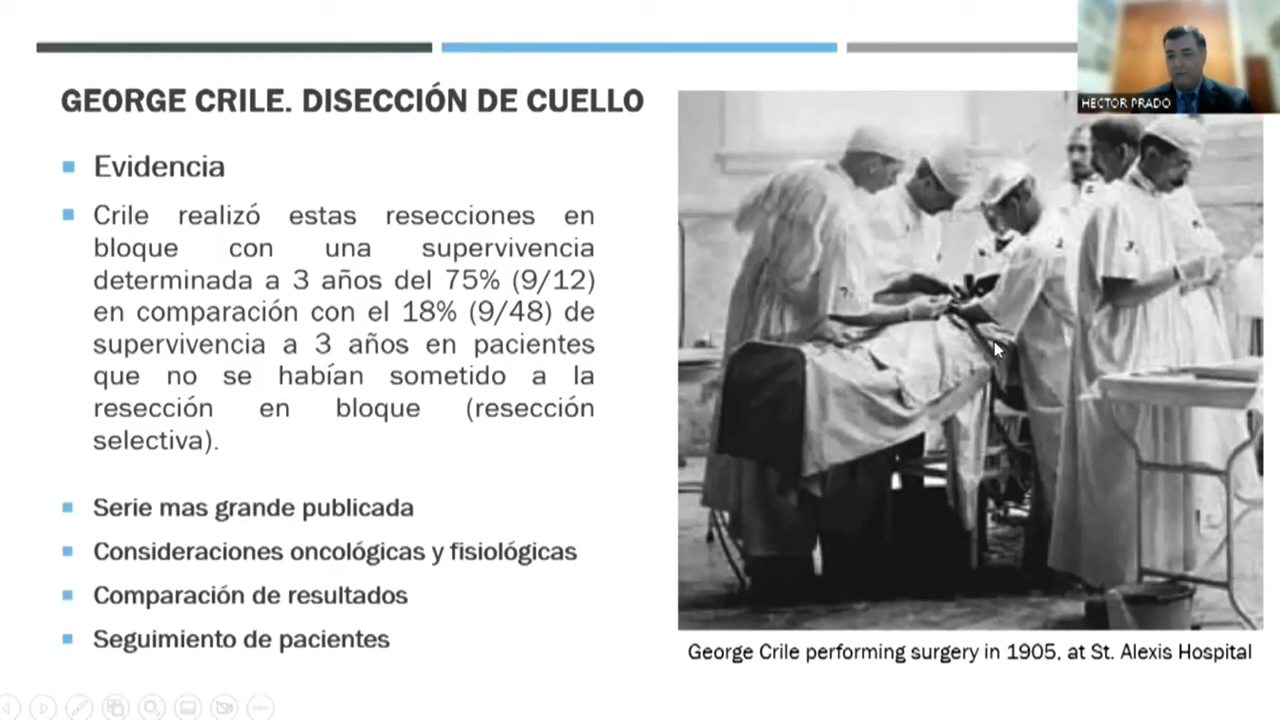 GEORGE CRILE. DISECCIÓN DE CUELLO
HECTOR PRADO
Evidencia
Crile realizó estas resecciones en
bloque con una supervivencia
determinada a 3 años del 75% (9/12)
en comparación con el 18% (9/48) de
supervivencia a 3 años en pacientes
que no se habían sometido a la
resección en bloque (resección
selectiva).
Serie mas grande publicada
Consideraciones oncológicas y fisiológicas
Comparación de resultados
Seguimiento de pacientes
George Crile performing surgery in 1905, at St. Alexis Hospital